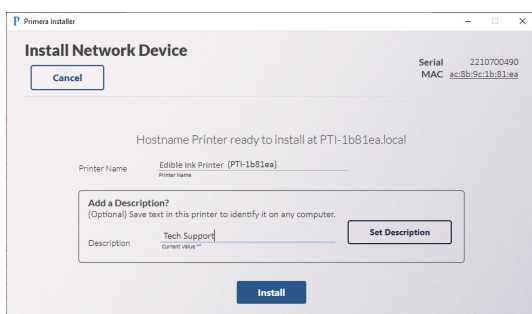 Primera Installer
Install Network Device
Cancel
Serial 2210700490
MAC ac:8b:9c:1b:81:ea
Hostname Printer ready to install at PTI-1b81ea.local
Printer Name Edible Ink Printer (PTI-1b81ea)
Printer Name
Add a Description?
(Optional) Save text in this printer to identify it on any computer.
Description Tech Support
Current Value ""
Set Description
Install